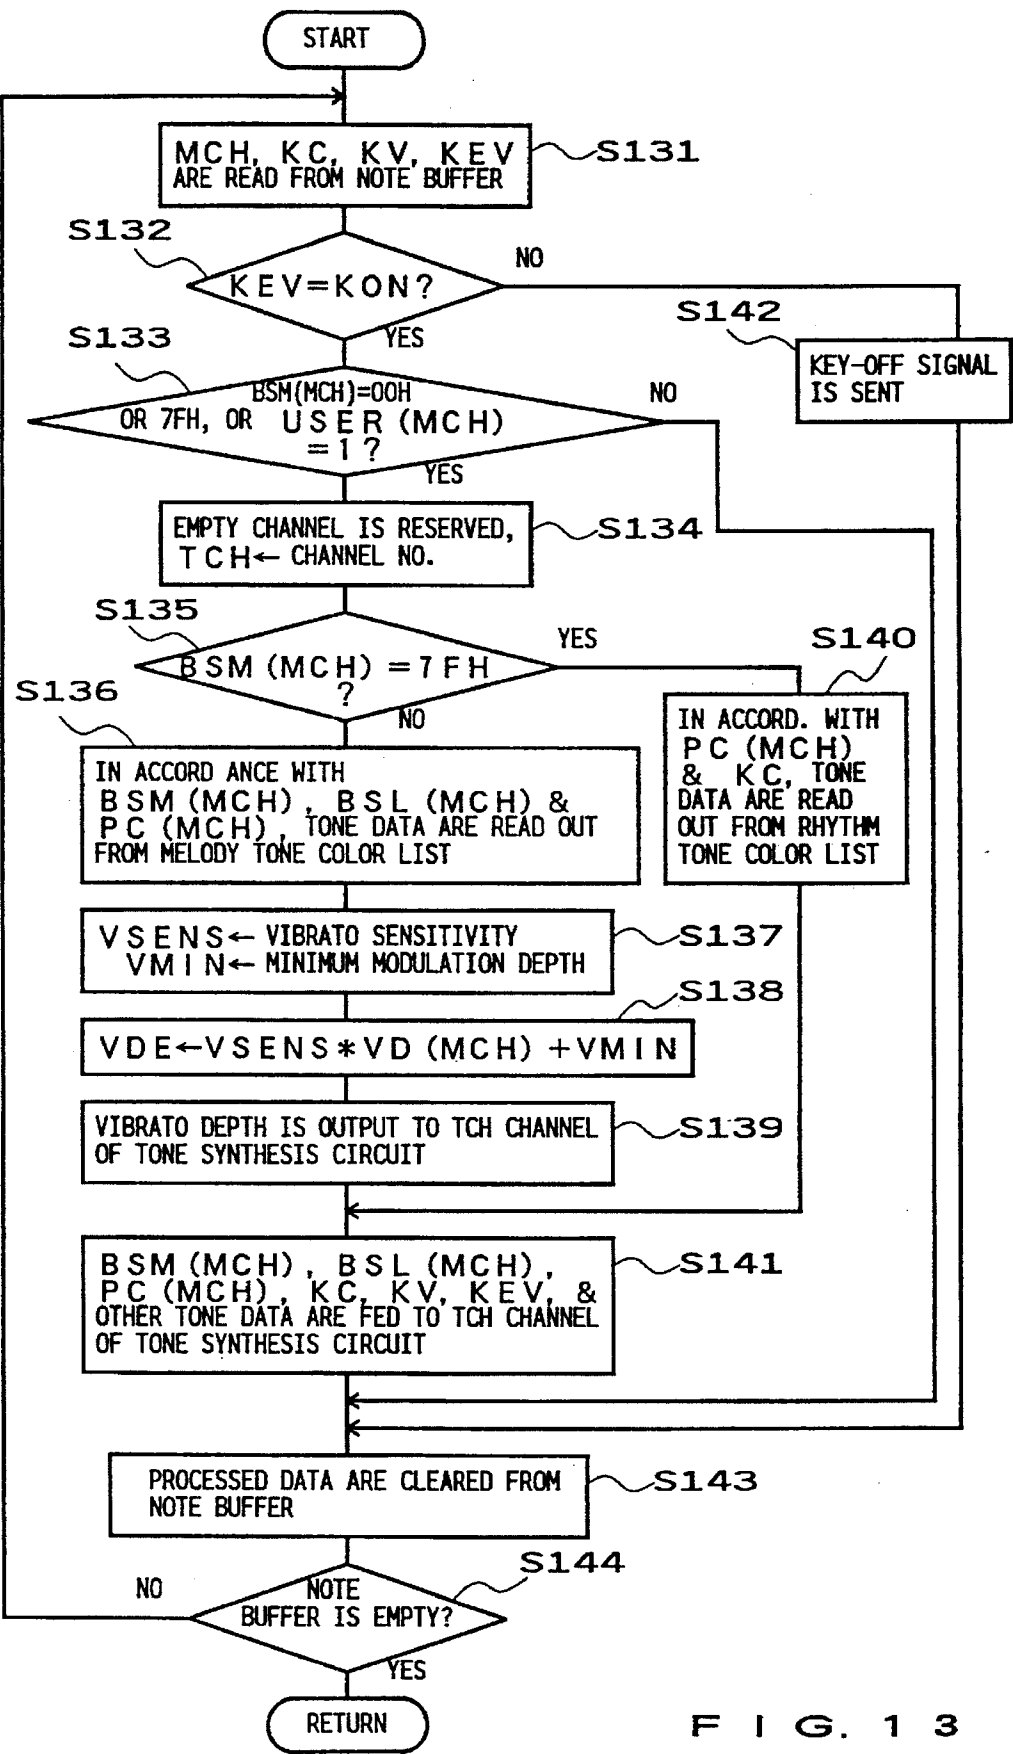 START
MCH, KC, KV, KEV
ARE READ FROM NOTE BUFFER
S131
S132
KEV=KON?
NO
YES
S142
KEY-OFF SIGNAL
IS SENT
S133
BSM(MCH)=00H
OR 7FH, OR USER (MCH)
=1?
NO
YES
EMPTY CHANNEL IS RESERVED,
TCH← CHANNEL NO.
S134
S135
BSM (MCH) =7FH
?
YES
NO
S140
IN ACCORD. WITH
PC (MCH)
& KC, TONE
DATA ARE READ
OUT FROM RHYTHM
TONE COLOR LIST
S136
IN ACCORD ANCE WITH
BSM (MCH), BSL (MCH) &
PC (MCH), TONE DATA ARE READ OUT
FROM MELODY TONE COLOR LIST
VSENS← VIBRATO SENSITIVITY
VMIN← MINIMUM MODULATION DEPTH
S137
S138
VDE←VSENS*VD (MCH) +VMIN
VIBRATO DEPTH IS OUTPUT TO TCH CHANNEL
OF TONE SYNTHESIS CIRCUIT
S139
BSM (MCH), BSL (MCH),
PC (MCH), KC, KV, KEV, &
OTHER TONE DATA ARE FED TO TCH CHANNEL
OF TONE SYNTHESIS CIRCUIT
S141
PROCESSED DATA ARE CLEARED FROM
NOTE BUFFER
S143
S144
NOTE
BUFFER IS EMPTY?
NO
YES
RETURN
FIG. 13